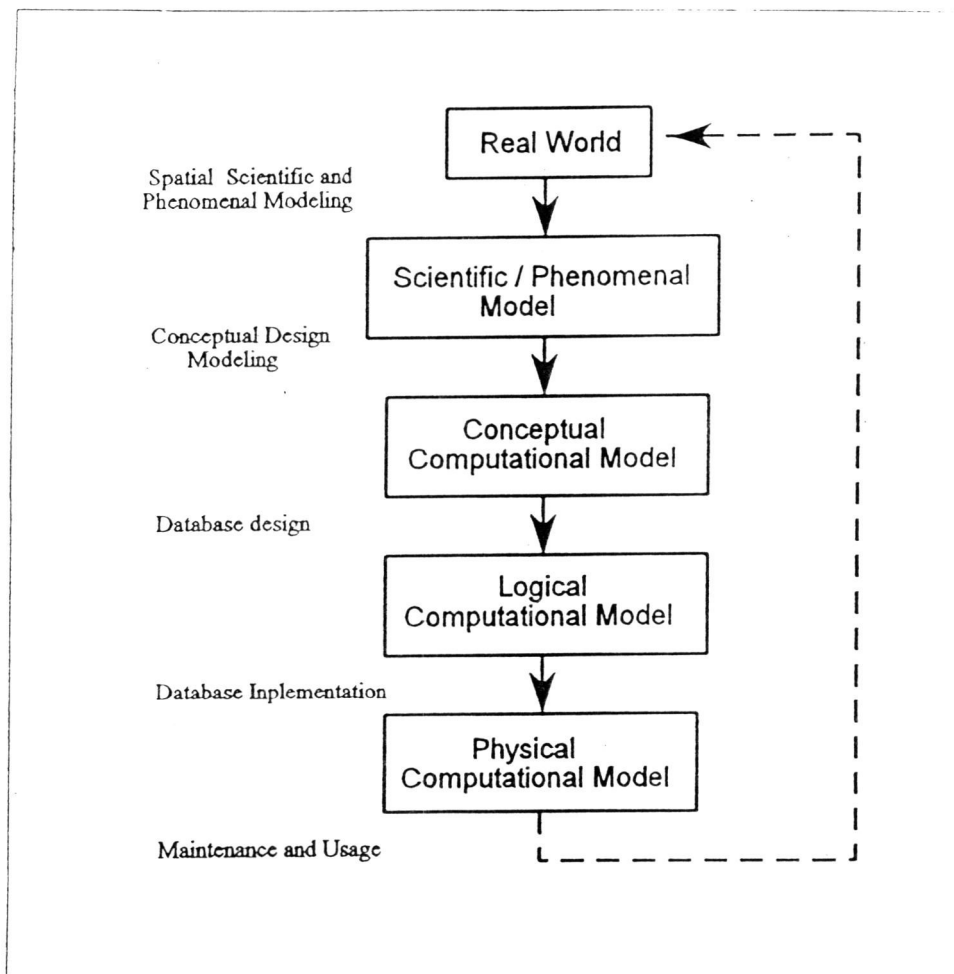 Real World
Spatial Scientific and
Phenomenal Modeling
Scientific / Phenomenal
Model
Conceptual Design
Modeling
Conceptual
Computational Model
Database design
Logical
Computational Model
Database Inplementation
Physical
Computational Model
Maintenance and Usage